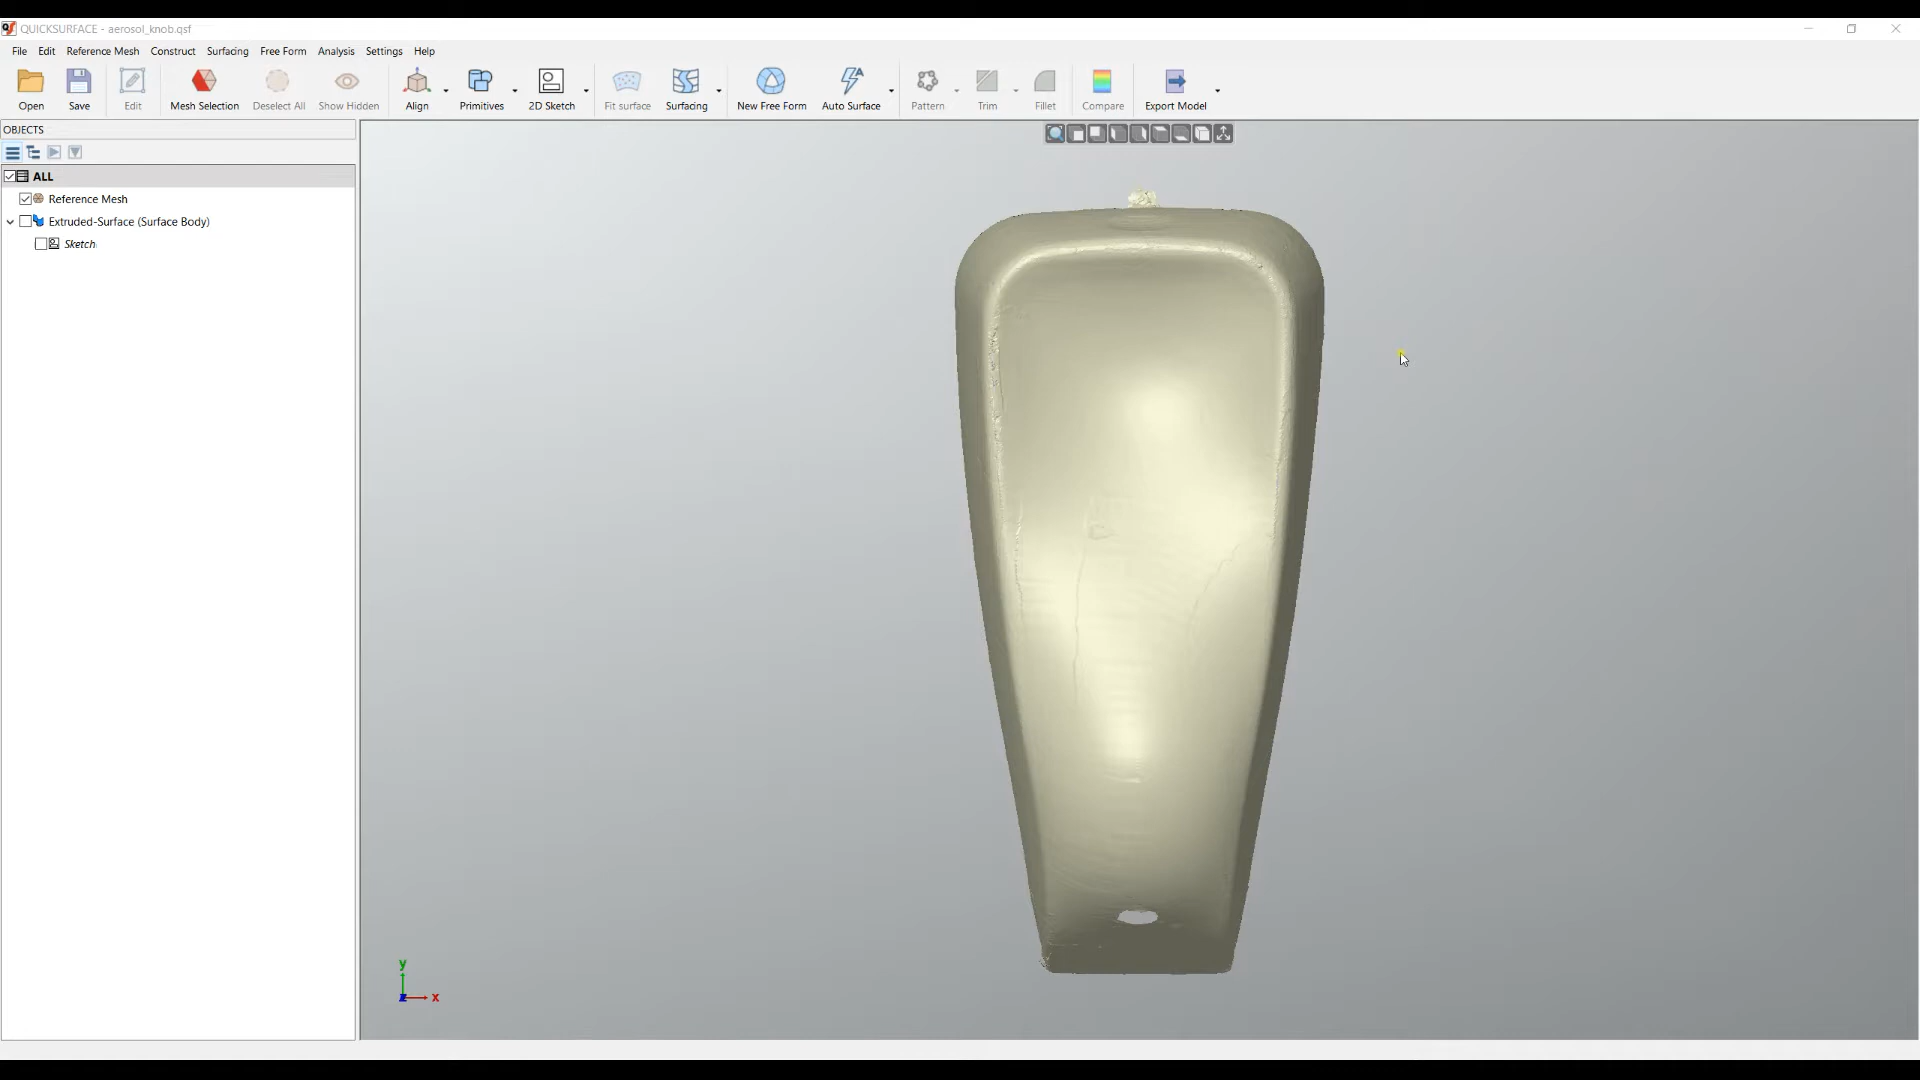 QUICKSURFACE - aerosol_knob.qsf
File Edit Reference Mesh Construct Surfacing Free Form Analysis Settings Help
Open Save Edit Mesh Selection Deselect All Show Hidden Align Primitives 2D Sketch Fit surface Surfacing New Free Form Auto Surface Pattern Trim Fillet Compare Export Model
OBJECTS
ALL
Reference Mesh
Extruded-Surface (Surface Body)
Sketch
y
z x